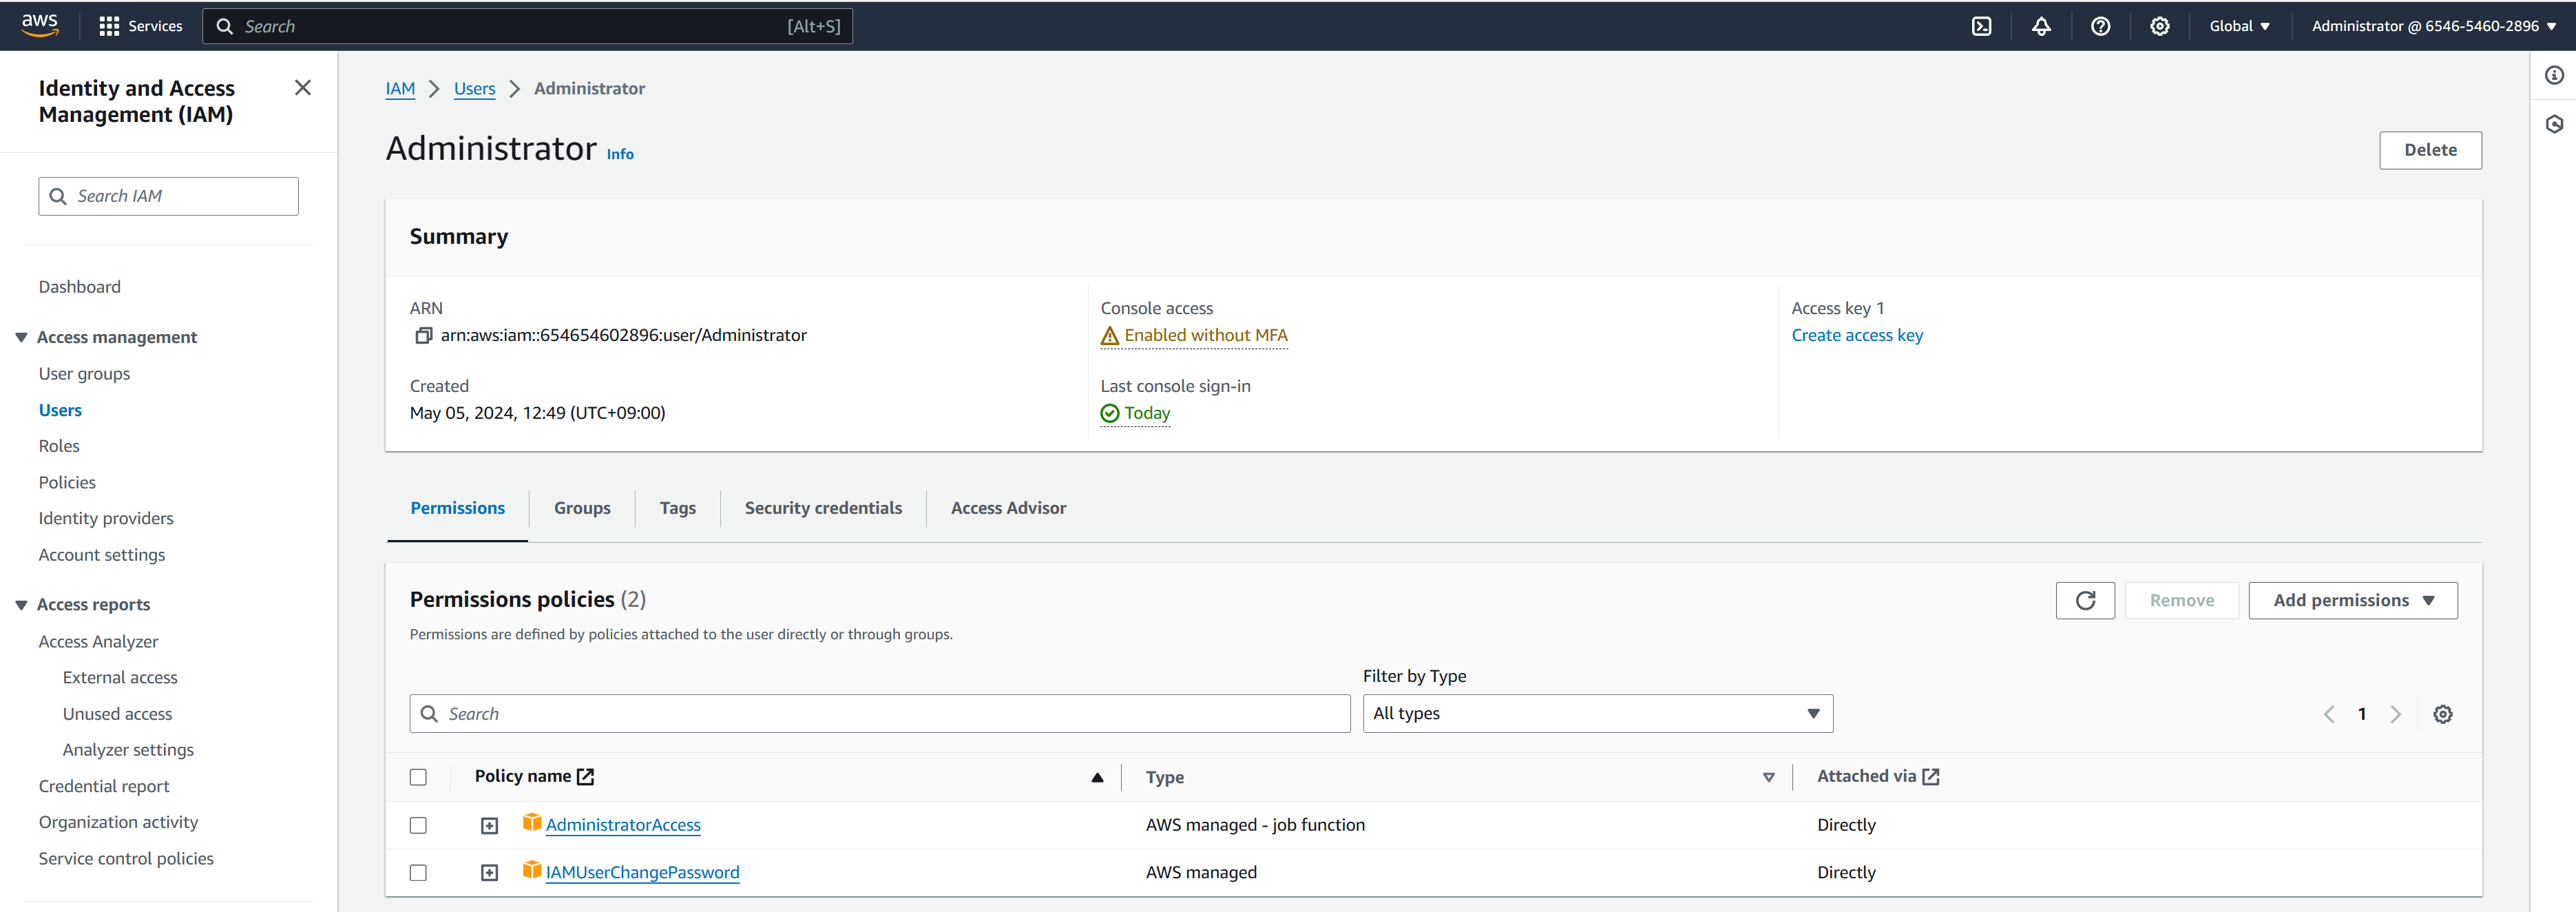 aws
Services
Search
[Alt+S]
Global
Administrator @ 6546-5460-2896
Identity and Access
Management (IAM)
Search IAM
Dashboard
Access management
User groups
Users
Roles
Policies
Identity providers
Account settings
Access reports
Access Analyzer
External access
Unused access
Analyzer settings
Credential report
Organization activity
Service control policies
IAM
Users
Administrator
Administrator
Info
Delete
Summary
ARN
arn:aws:iam::654654602896:user/Administrator
Created
May 05, 2024, 12:49 (UTC+09:00)
Console access
Enabled without MFA
Last console sign-in
Today
Access key 1
Create access key
Permissions
Groups
Tags
Security credentials
Access Advisor
Permissions policies (2)
Permissions are defined by policies attached to the user directly or through groups.
Remove
Add permissions
Search
Filter by Type
All types
1
Policy name
Type
Attached via
AdministratorAccess
AWS managed - job function
Directly
IAMUserChangePassword
AWS managed
Directly